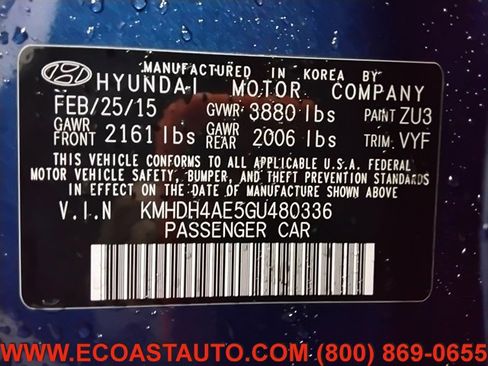 MANUFACTURED IN KOREA BY
HYUNDAI MOTOR COMPANY
FEB/25/15 GVWR 3880 lbs PAINT ZU3
GAWR FRONT 2161 lbs GAWR REAR 2006 lbs TRIM VYF
THIS VEHICLE CONFORMS TO ALL APPLICABLE U.S.A. FEDERAL
MOTOR VEHICLE SAFETY, BUMPER, AND THEFT PREVENTION STANDARDS
IN EFFECT ON THE DATE OF MANUFACTURE SHOWN ABOVE.
V.I.N KMHDH4AE5GU480336
PASSENGER CAR
WWW.ECOASTAUTO.COM (800) 869-0655